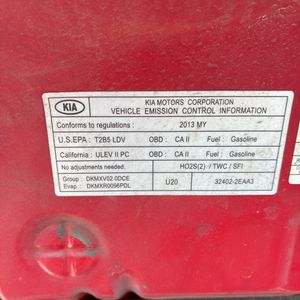 KIA
KIA MOTORS CORPORATION
VEHICLE EMISSION CONTROL INFORMATION
Conforms to regulations : 2013 MY
U.S.EPA : T2B5 LDV OBD : CA II Fuel : Gasoline
California : ULEV II PC OBD : CA II Fuel : Gasoline
No adjustments needed. HO2S(2) / TWC / SFI
Group : DKMXV02.0DCE
Evap : DKMXR0096PDL
U20 32402-2EAA3